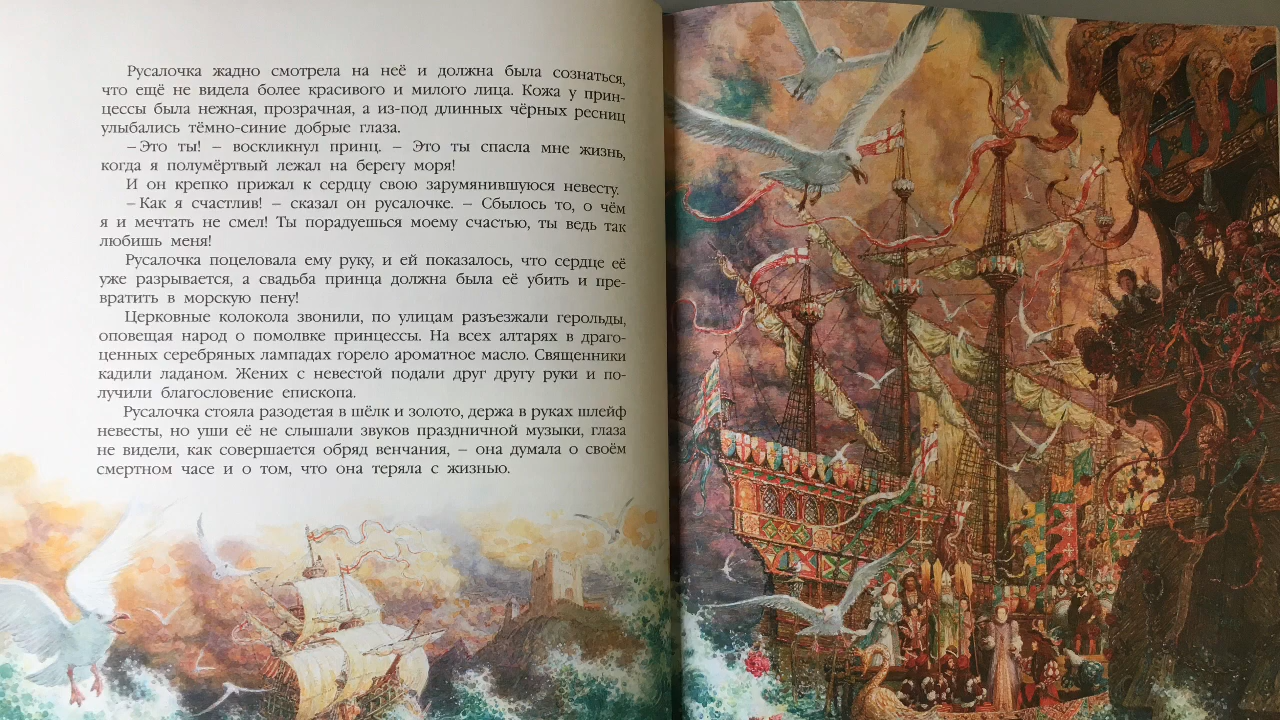 Русалочка жадно смотрела на неё и должна была сознаться,
что ещё не видела более красивого и милого лица. Кожа у прин-
цессы была нежная, прозрачная, а из-под длинных чёрных ресниц
улыбались тёмно-синие добрые глаза.
– Это ты! – воскликнул принц. – Это ты спасла мне жизнь,
когда я полумёртвый лежал на берегу моря!
И он крепко прижал к сердцу свою зарумянившуюся невесту.
– Как я счастлив! – сказал он русалочке. – Сбылось то, о чём
я и мечтать не смел! Ты порадуешься моему счастью, ты ведь так
любишь меня!
Русалочка поцеловала ему руку, и ей показалось, что сердце её
уже разрывается, а свадьба принца должна была её убить и пре-
вратить в морскую пену!
Церковные колокола звонили, по улицам разъезжали герольды,
оповещая народ о помолвке принцессы. На всех алтарях в драго-
ценных серебряных лампадах горело ароматное масло. Священники
кадили ладаном. Жених с невестой подали друг другу руки и по-
лучили благословение епископа.
Русалочка стояла разодетая в шёлк и золото, держа в руках шлейф
невесты, но уши её не слышали звуков праздничной музыки, глаза
не видели, как совершается обряд венчания, – она думала о своём
смертном часе и о том, что она теряла с жизнью.